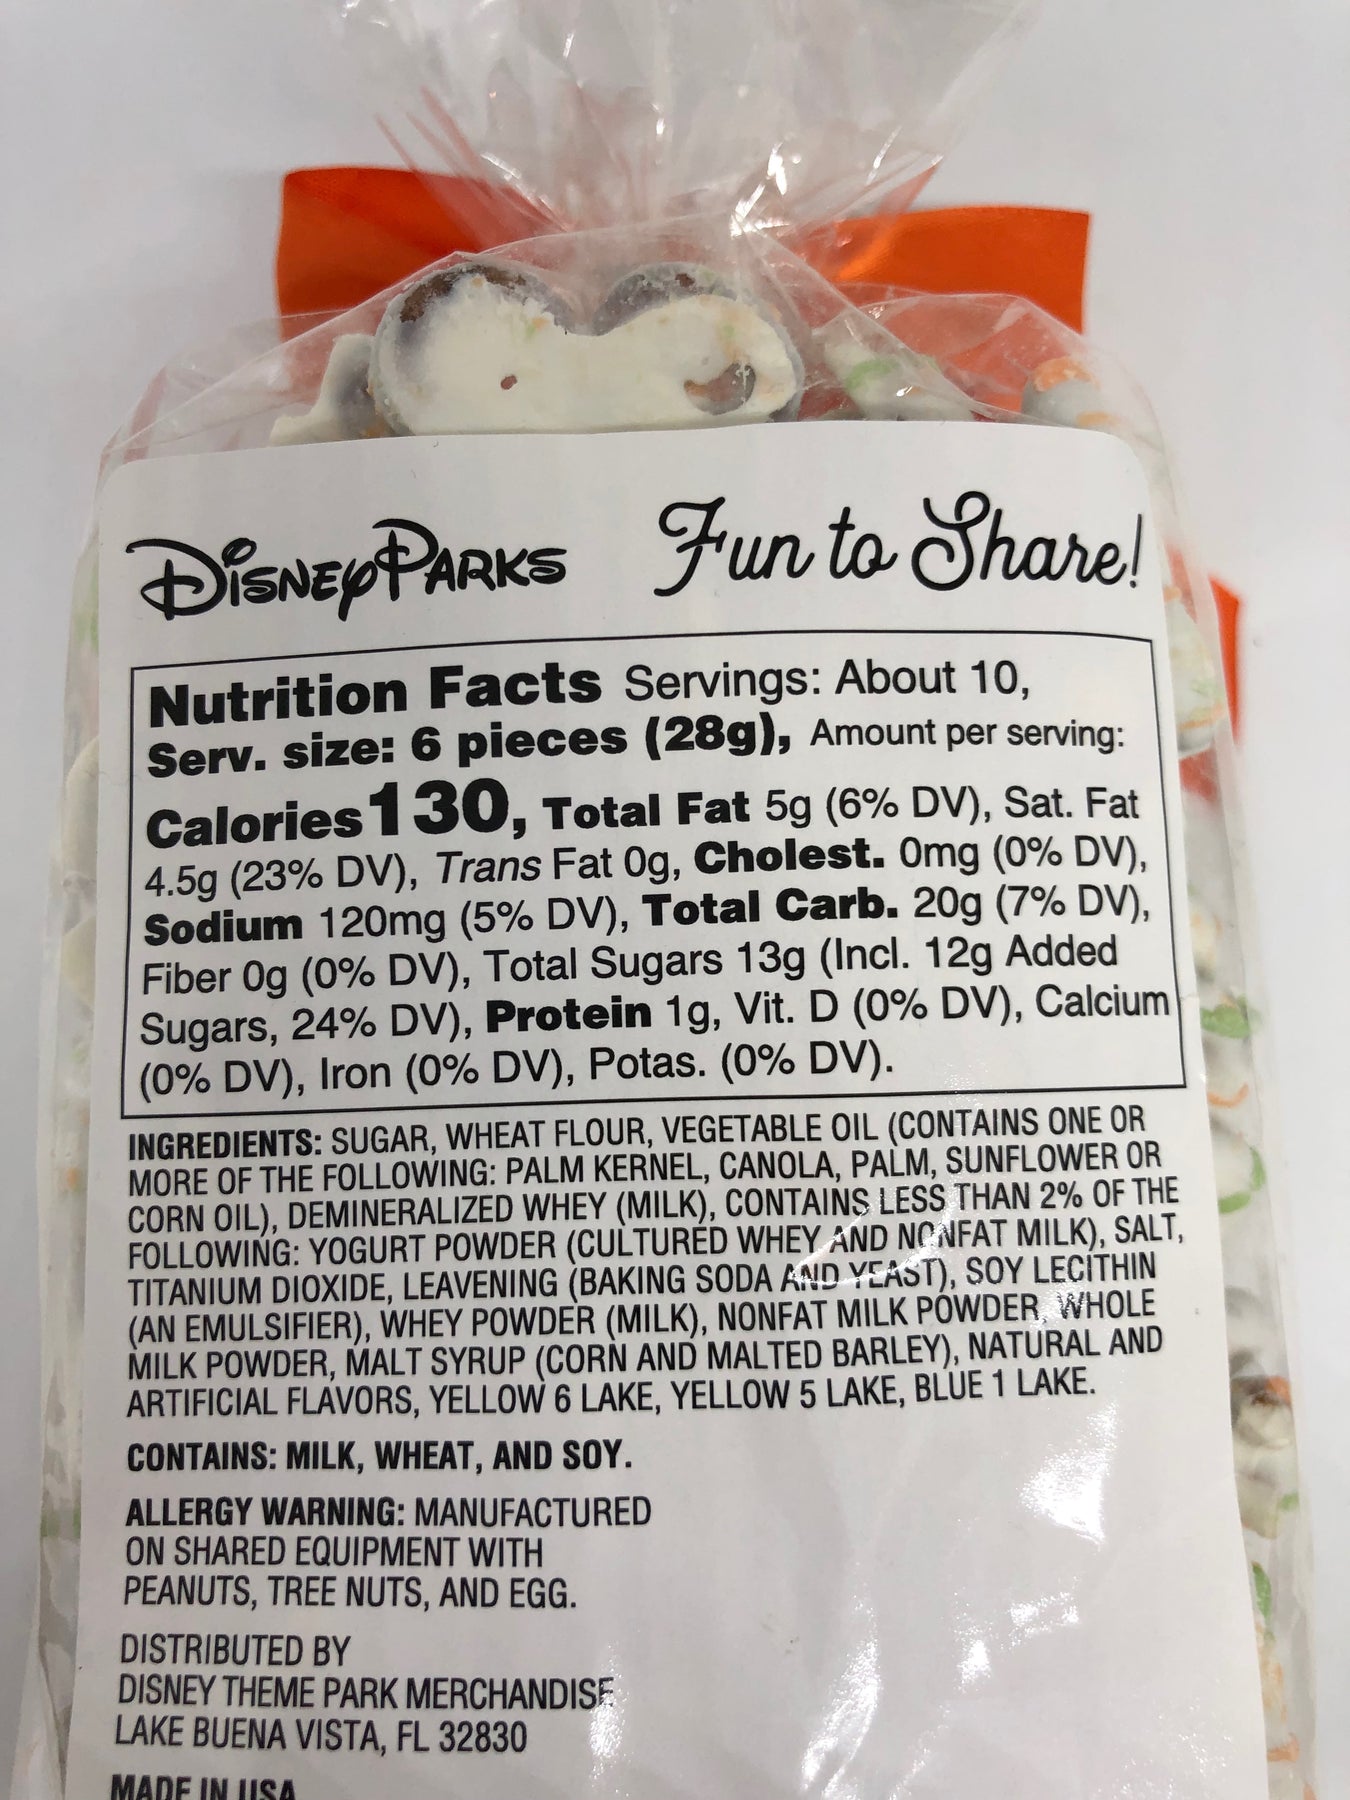 Disney Parks Fun to Share!
Nutrition Facts Servings: About 10,
Serv. size: 6 pieces (28g), Amount per serving:
Calories 130, Total Fat 5g (6% DV), Sat. Fat
4.5g (23% DV), Trans Fat 0g, Cholest. 0mg (0% DV),
Sodium 120mg (5% DV), Total Carb. 20g (7% DV),
Fiber 0g (0% DV), Total Sugars 13g (Incl. 12g Added
Sugars, 24% DV), Protein 1g, Vit. D (0% DV), Calcium
(0% DV), Iron (0% DV), Potas. (0% DV).
INGREDIENTS: SUGAR, WHEAT FLOUR, VEGETABLE OIL (CONTAINS ONE OR
MORE OF THE FOLLOWING: PALM KERNEL, CANOLA, PALM, SUNFLOWER OR
CORN OIL), DEMINERALIZED WHEY (MILK), CONTAINS LESS THAN 2% OF THE
FOLLOWING: YOGURT POWDER (CULTURED WHEY AND NONFAT MILK), SALT,
TITANIUM DIOXIDE, LEAVENING (BAKING SODA AND YEAST), SOY LECITHIN
(AN EMULSIFIER), WHEY POWDER (MILK), NONFAT MILK POWDER, WHOLE
MILK POWDER, MALT SYRUP (CORN AND MALTED BARLEY), NATURAL AND
ARTIFICIAL FLAVORS, YELLOW 6 LAKE, YELLOW 5 LAKE, BLUE 1 LAKE.
CONTAINS: MILK, WHEAT, AND SOY.
ALLERGY WARNING: MANUFACTURED
ON SHARED EQUIPMENT WITH
PEANUTS, TREE NUTS, AND EGG.
DISTRIBUTED BY
DISNEY THEME PARK MERCHANDISE
LAKE BUENA VISTA, FL 32830
MADE IN USA